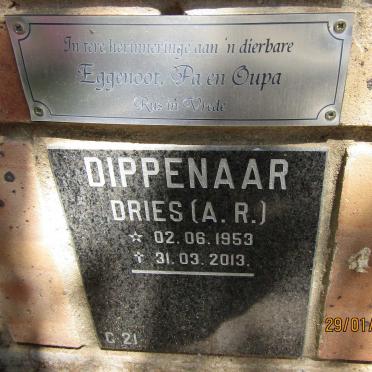 In tere herinneringe aan 'n dierbare
Eggenoot, Pa en Oupa
Rus in Vrede
DIPPENAAR
DRIES (A. R.)
☆ 02. 06. 1953
✝ 31. 03. 2013.
C 21
29/01/